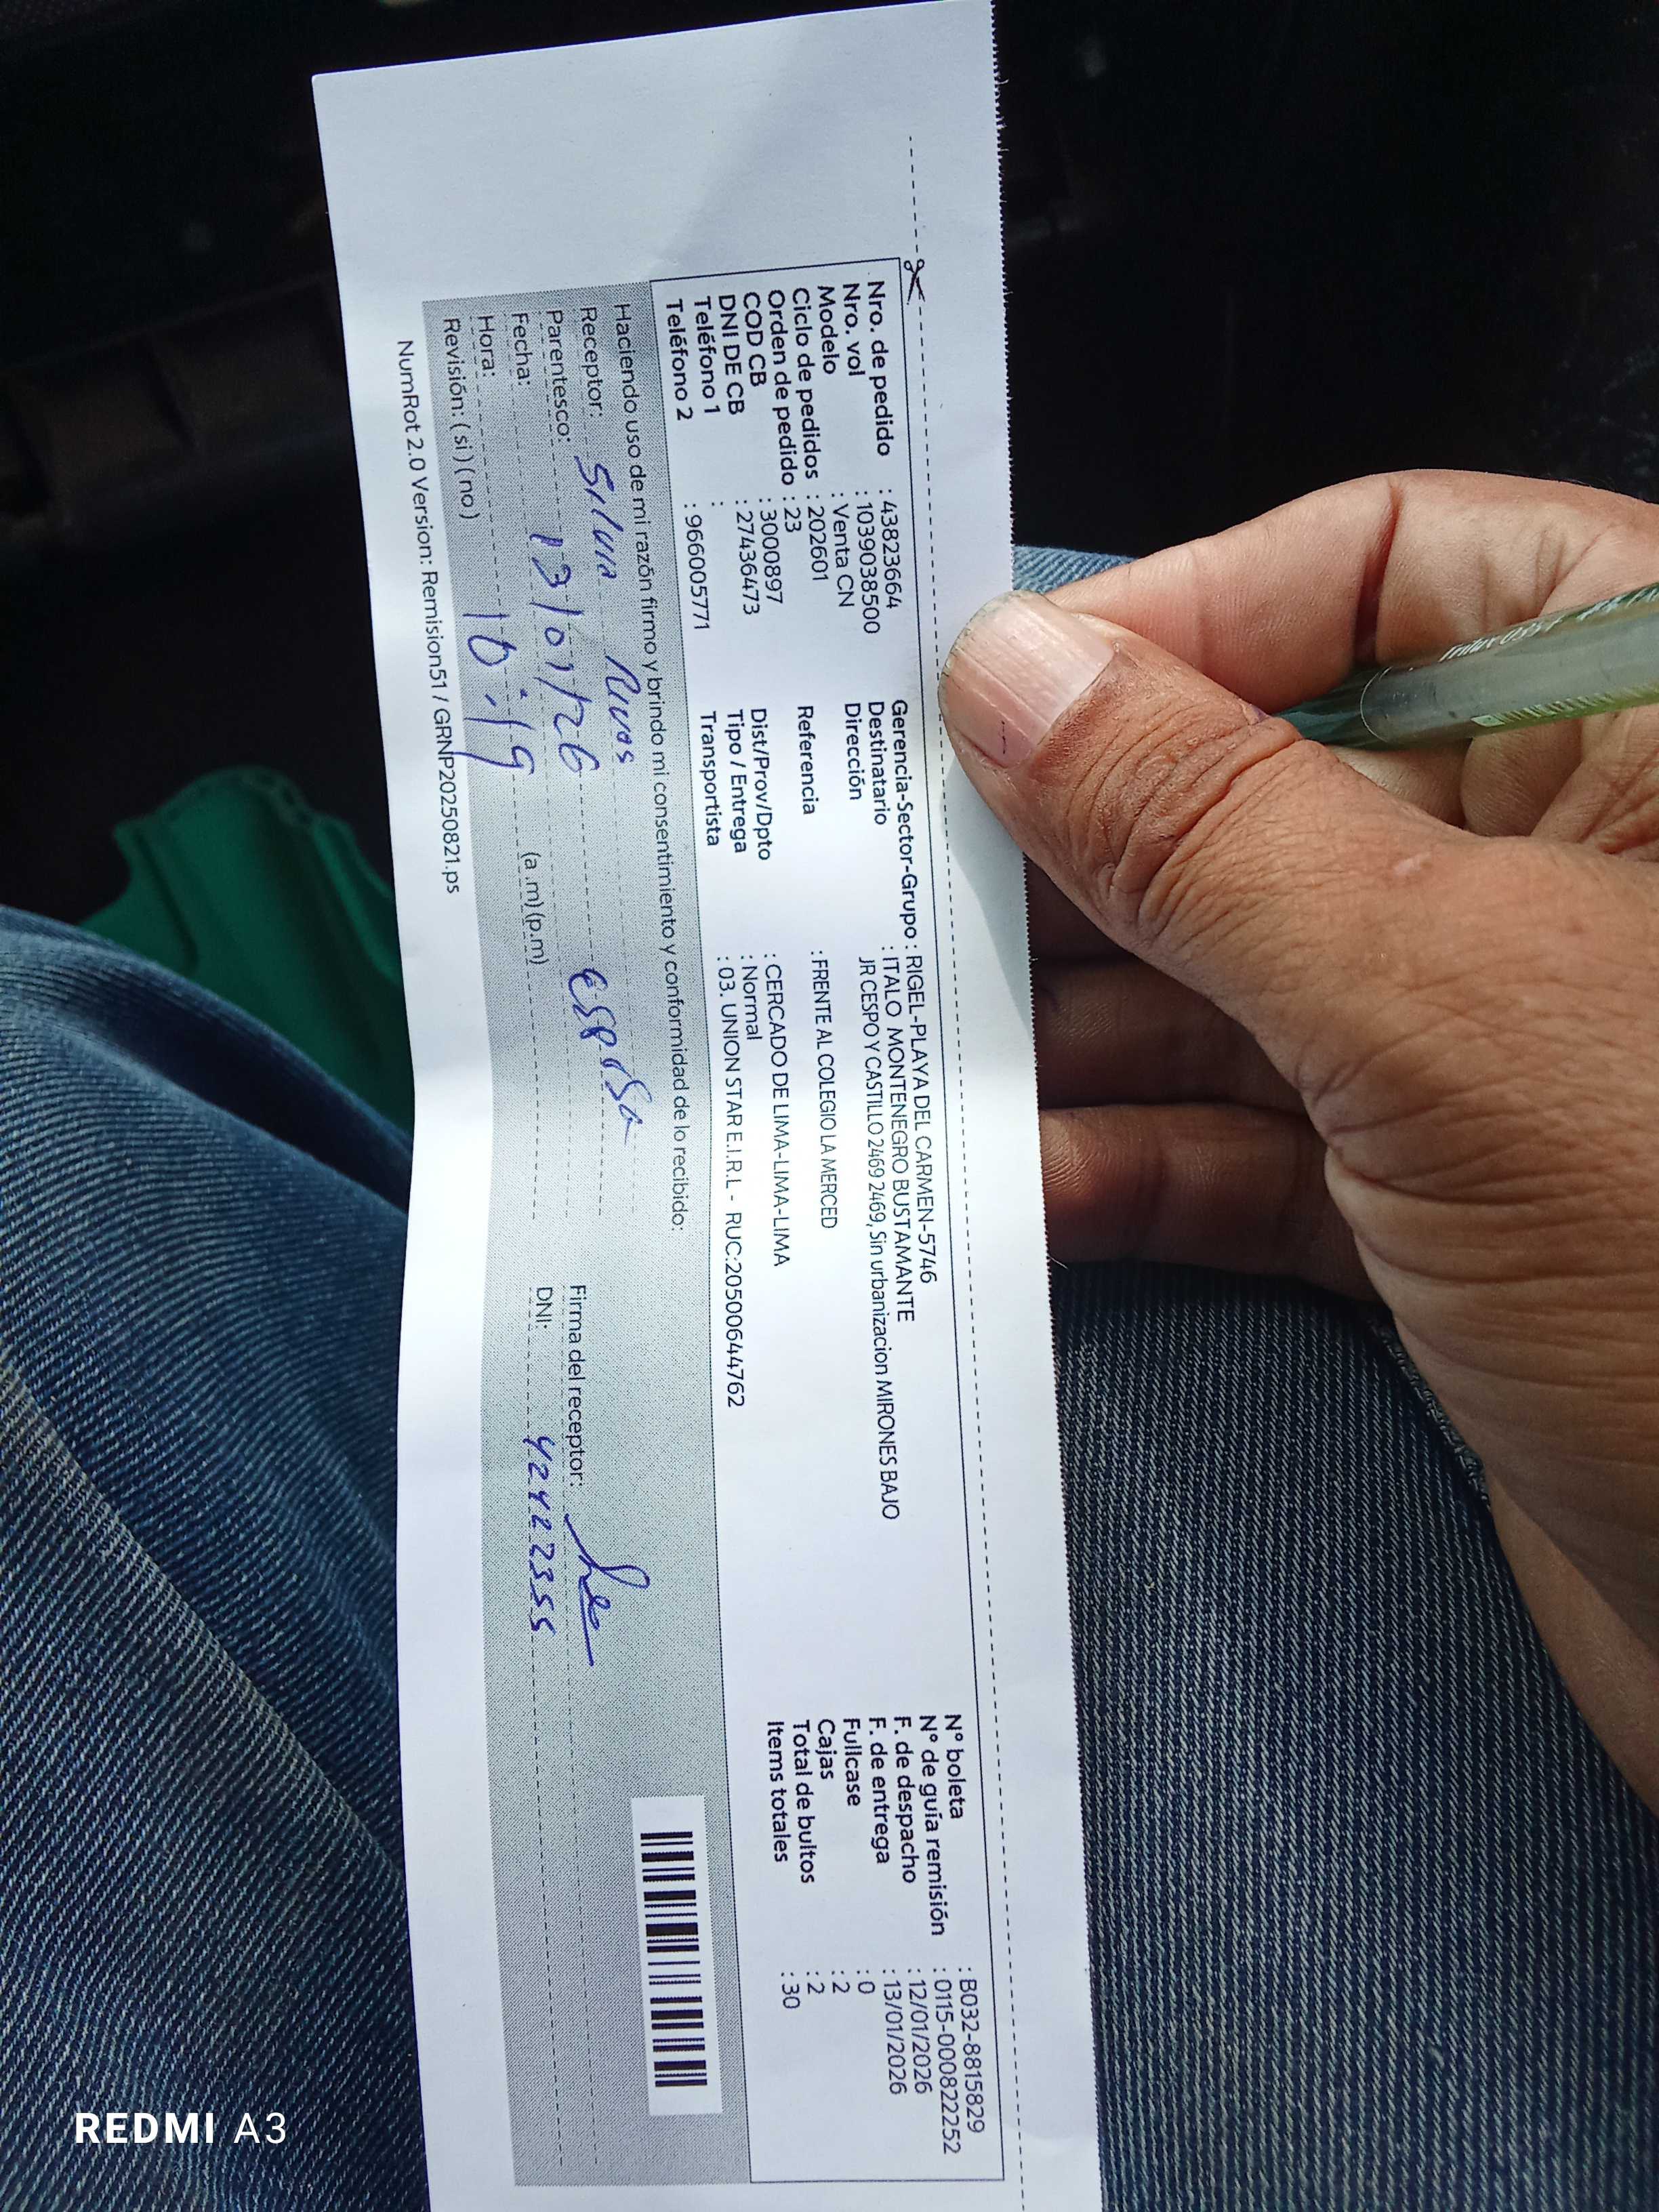 Nro. de pedido : 43823664
Nro. vol : 1039038500
Modelo : Venta CN
Ciclo de pedidos : 202601
Orden de pedido : 23
COD CB : 3000897
DNI DE CB : 27436473
Teléfono 1 :
Teléfono 2 : 966005771
Gerencia-Sector-Grupo : RIGEL-PLAYA DEL CARMEN-5746
Destinatario : ITALO MONTENEGRO BUSTAMANTE
Dirección JR CESPO Y CASTILLO 2469 2469, Sin urbanizacion MIRONES BAJO
Referencia : FRENTE AL COLEGIO LA MERCED
Dist/Prov/Dpto : CERCADO DE LIMA-LIMA-LIMA
Tipo / Entrega : Normal
Transportista : 03. UNION STAR E.I.R.L - RUC:20500644762
N° boleta : B032-8815829
N° de guía remisión : 0115-0008222252
F. de despacho : 12/01/2026
F. de entrega : 13/01/2026
Fullcase : 0
Cajas : 2
Total de bultos : 2
Items totales : 30
Haciendo uso de mi razón firmo y brindo mi consentimiento y conformidad de lo recibido:
Receptor: Silvia Rivas
Parentesco: esposa
Fecha: 13/01/26
Hora: 10:19 (a.m) (p.m)
Revisión: ( si ) ( no )
Firma del receptor:
DNI: 42422355
NumRot 2.0 Version: Remision51 / GRNP20250821.ps
REDMI A3